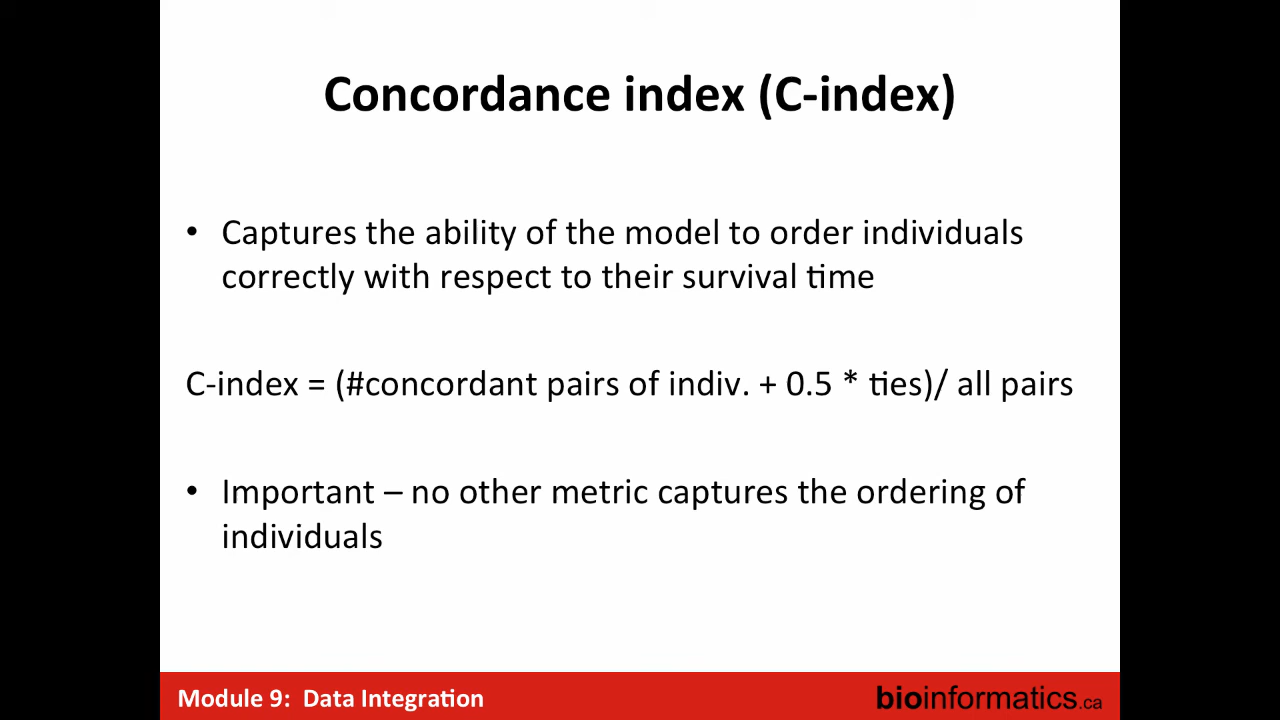 Concordance index (C-index)
• Captures the ability of the model to order individuals
correctly with respect to their survival time
C-index = (#concordant pairs of indiv. + 0.5 * ties)/ all pairs
• Important – no other metric captures the ordering of
individuals
Module 9:  Data Integration
bioinformatics.ca